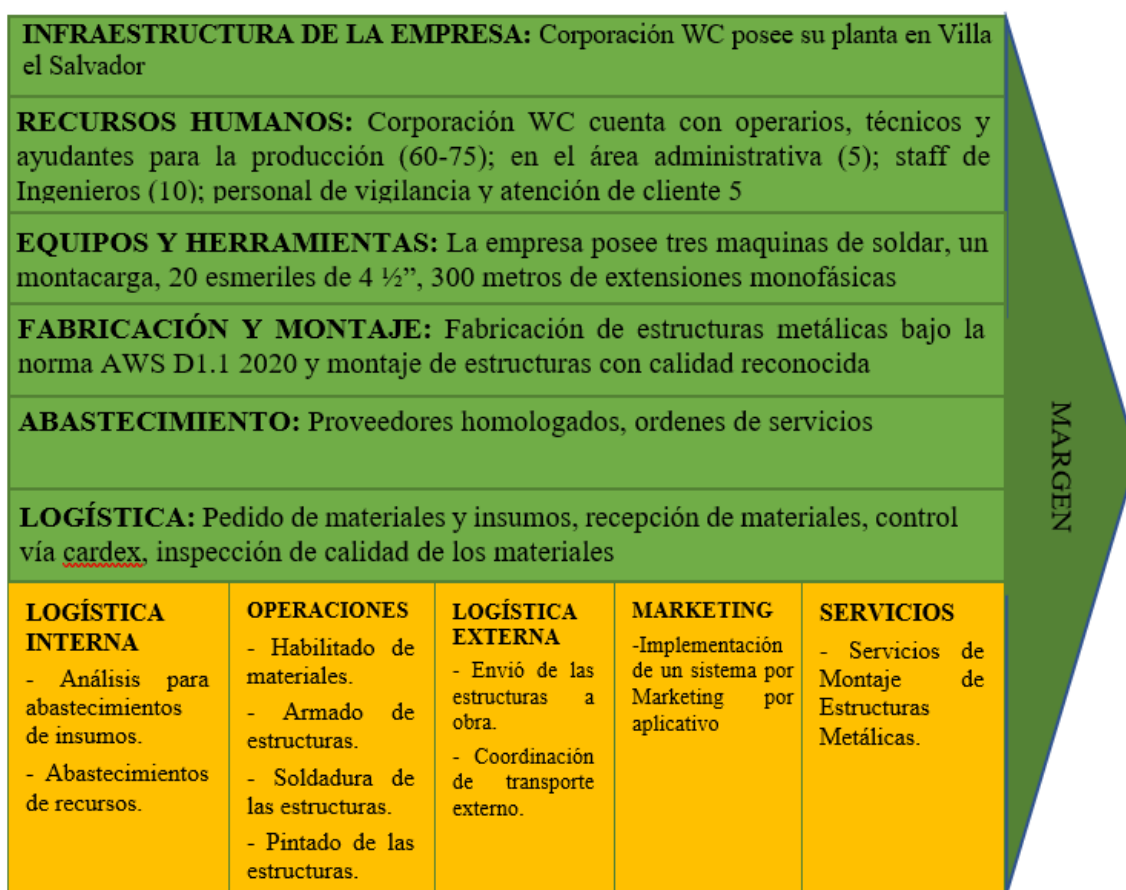 INFRAESTRUCTURA DE LA EMPRESA: Corporación WC posee su planta en Villa
el Salvador
RECURSOS HUMANOS: Corporación WC cuenta con operarios, técnicos y
ayudantes para la producción (60-75); en el área administrativa (5); staff de
Ingenieros (10); personal de vigilancia y atención de cliente 5
EQUIPOS Y HERRAMIENTAS: La empresa posee tres maquinas de soldar, un
montacarga, 20 esmeriles de 4 ½”, 300 metros de extensiones monofásicas
FABRICACIÓN Y MONTAJE: Fabricación de estructuras metálicas bajo la
norma AWS D1.1 2020 y montaje de estructuras con calidad reconocida
ABASTECIMIENTO: Proveedores homologados, ordenes de servicios
LOGÍSTICA: Pedido de materiales y insumos, recepción de materiales, control
vía cardex, inspección de calidad de los materiales
MARGEN
LOGÍSTICA
INTERNA
- Análisis para
abastecimientos
de insumos.
- Abastecimientos
de recursos.
OPERACIONES
- Habilitado de
materiales.
- Armado de
estructuras.
- Soldadura de
las estructuras.
- Pintado de las
estructuras.
LOGÍSTICA
EXTERNA
- Envió de las
estructuras a
obra.
- Coordinación
de transporte
externo.
MARKETING
-Implementación
de un sistema por
Marketing por
aplicativo
SERVICIOS
- Servicios de
Montaje de
Estructuras
Metálicas.